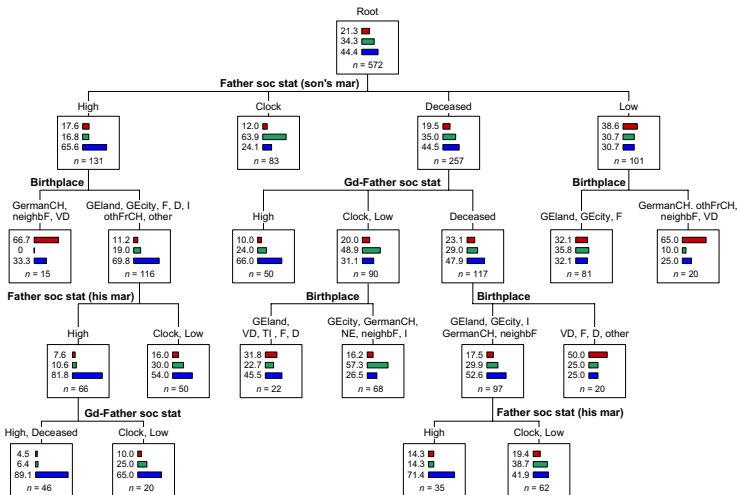 Root
21.3
34.3
44.4
n = 572
Father soc stat (son's mar)
High
Clock
Deceased
Low
17.6
16.8
65.6
n = 131
12.0
63.9
24.1
n = 83
19.5
35.0
44.5
n = 257
38.6
30.7
30.7
n = 101
Birthplace
Gd-Father soc stat
Birthplace
GermanCH,
neighbF, VD
GEland, GEcity, F, D, I
othFrCH, other
High
Clock, Low
Deceased
GEland, GEcity, F
GermanCH. othFrCH,
neighbF, VD
66.7
0
33.3
n = 15
11.2
19.0
69.8
n = 116
10.0
24.0
66.0
n = 50
20.0
48.9
31.1
n = 90
23.1
29.0
47.9
n = 117
32.1
35.8
32.1
n = 81
65.0
10.0
25.0
n = 20
Father soc stat (his mar)
Birthplace
Birthplace
High
Clock, Low
GEland,
VD, TI , F, D
GEcity, GermanCH,
NE, neighbF, I
GEland, GEcity, I
GermanCH, neighbF
VD, F, D, other
7.6
10.6
81.8
n = 66
16.0
30.0
54.0
n = 50
31.8
22.7
45.5
n = 22
16.2
57.3
26.5
n = 68
17.5
29.9
52.6
n = 97
50.0
25.0
25.0
n = 20
Gd-Father soc stat
Father soc stat (his mar)
High, Deceased
Clock, Low
High
Clock, Low
4.5
6.4
89.1
n = 46
10.0
25.0
65.0
n = 20
14.3
14.3
71.4
n = 35
19.4
38.7
41.9
n = 62